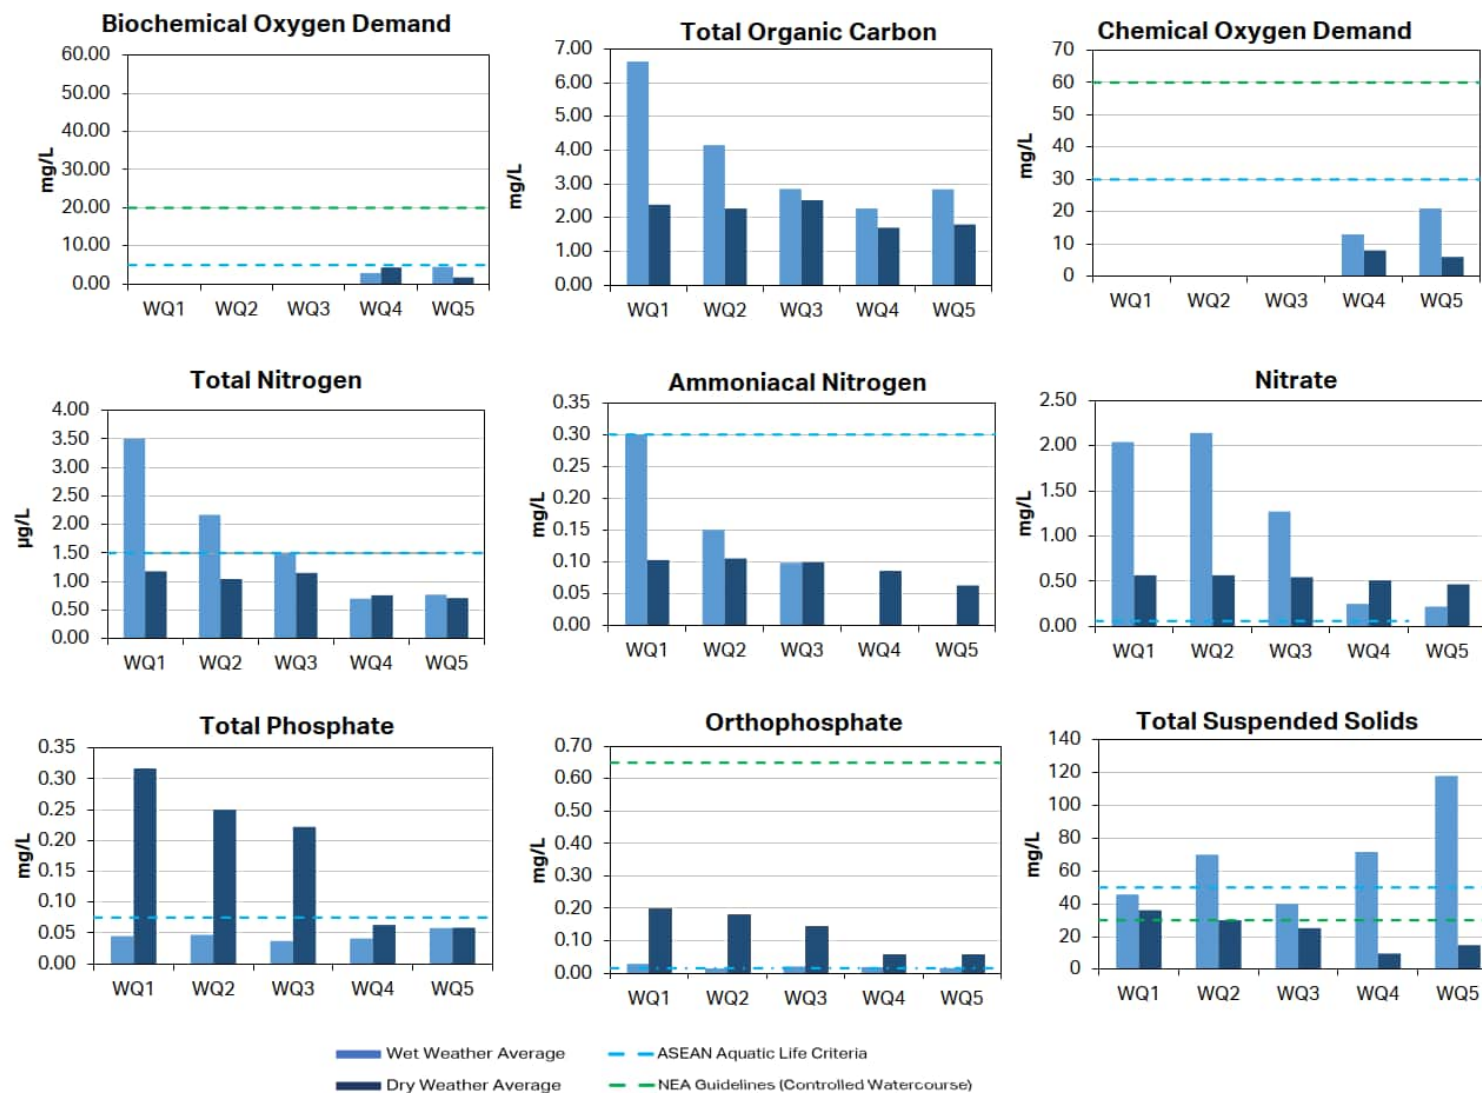 Biochemical Oxygen Demand
60.00
50.00
40.00
30.00
20.00
10.00
0.00
mg/L
WQ1 WQ2 WQ3 WQ4 WQ5
Total Organic Carbon
7.00
6.00
5.00
4.00
3.00
2.00
1.00
0.00
mg/L
WQ1 WQ2 WQ3 WQ4 WQ5
Chemical Oxygen Demand
70
60
50
40
30
20
10
0
mg/L
WQ1 WQ2 WQ3 WQ4 WQ5
Total Nitrogen
4.00
3.50
3.00
2.50
2.00
1.50
1.00
0.50
0.00
µg/L
WQ1 WQ2 WQ3 WQ4 WQ5
Ammoniacal Nitrogen
0.35
0.30
0.25
0.20
0.15
0.10
0.05
0.00
mg/L
WQ1 WQ2 WQ3 WQ4 WQ5
Nitrate
2.50
2.00
1.50
1.00
0.50
0.00
mg/L
WQ1 WQ2 WQ3 WQ4 WQ5
Total Phosphate
0.35
0.30
0.25
0.20
0.15
0.10
0.05
0.00
mg/L
WQ1 WQ2 WQ3 WQ4 WQ5
Orthophosphate
0.70
0.60
0.50
0.40
0.30
0.20
0.10
0.00
mg/L
WQ1 WQ2 WQ3 WQ4 WQ5
Total Suspended Solids
140
120
100
80
60
40
20
0
mg/L
WQ1 WQ2 WQ3 WQ4 WQ5
Wet Weather Average
ASEAN Aquatic Life Criteria
Dry Weather Average
NEA Guidelines (Controlled Watercourse)